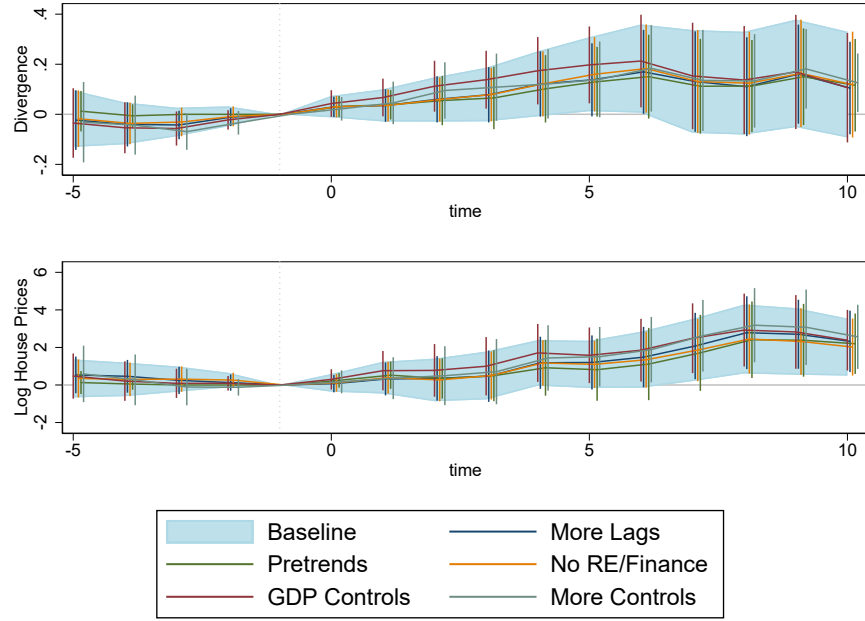 Divergence
.4
.2
0
-.2
-5
0
5
10
time
Log House Prices
6
4
2
0
-2
-5
0
5
10
time
Baseline
More Lags
Pretrends
No RE/Finance
GDP Controls
More Controls